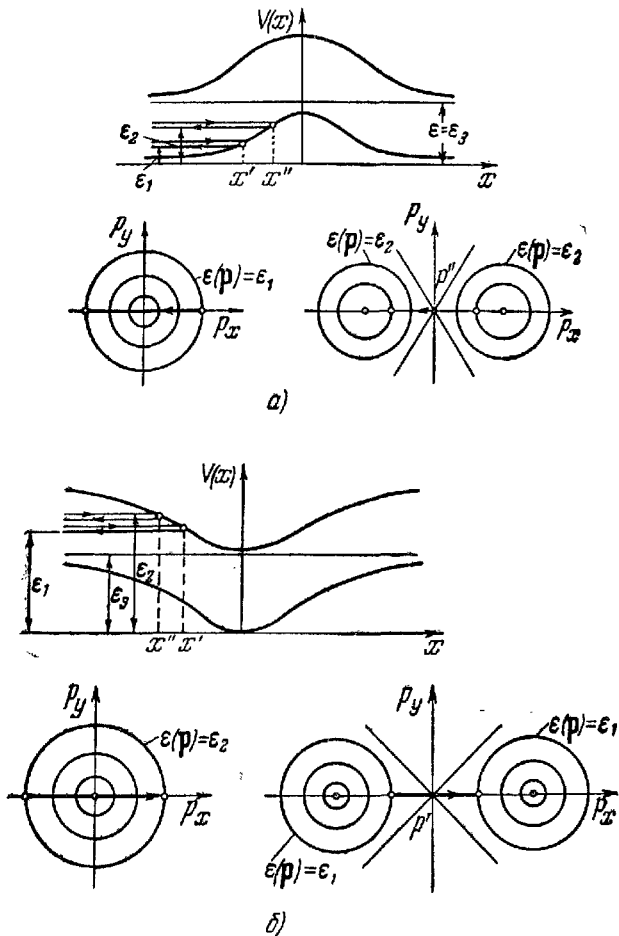 V(x)
ε₂
ε₁
ε=ε₃
x' x'' x
p_y
ε(p)=ε₁
p_x
p_y
ε(p)=ε₂
p''
ε(p)=ε₂
p_x
а)
V(x)
ε₁
ε₃
ε₂
x'' x' x
p_y
ε(p)=ε₂
p_x
p_y
ε(p)=ε₁
p'
p_x
ε(p)=ε₁
б)